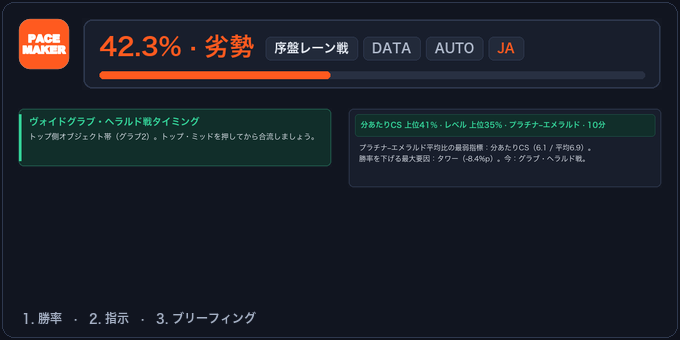 PACE
MAKER
42.3% · 劣勢 序盤レーン戦 DATA AUTO JA
ヴォイドグラブ・ヘラルド戦タイミング
トップ側オブジェクト帯（グラブ2）。トップ・ミッドを押してから合流しましょう。
分あたりCS 上位41% · レベル 上位35% · プラチナ–エメラルド · 10分
プラチナ–エメラルド平均比の最弱指標：分あたりCS（6.1 / 平均6.9）。
勝率を下げる最大要因：タワー（-8.4%p）。今：グラブ・ヘラルド戦。
1. 勝率 · 2. 指示 · 3. ブリーフィング